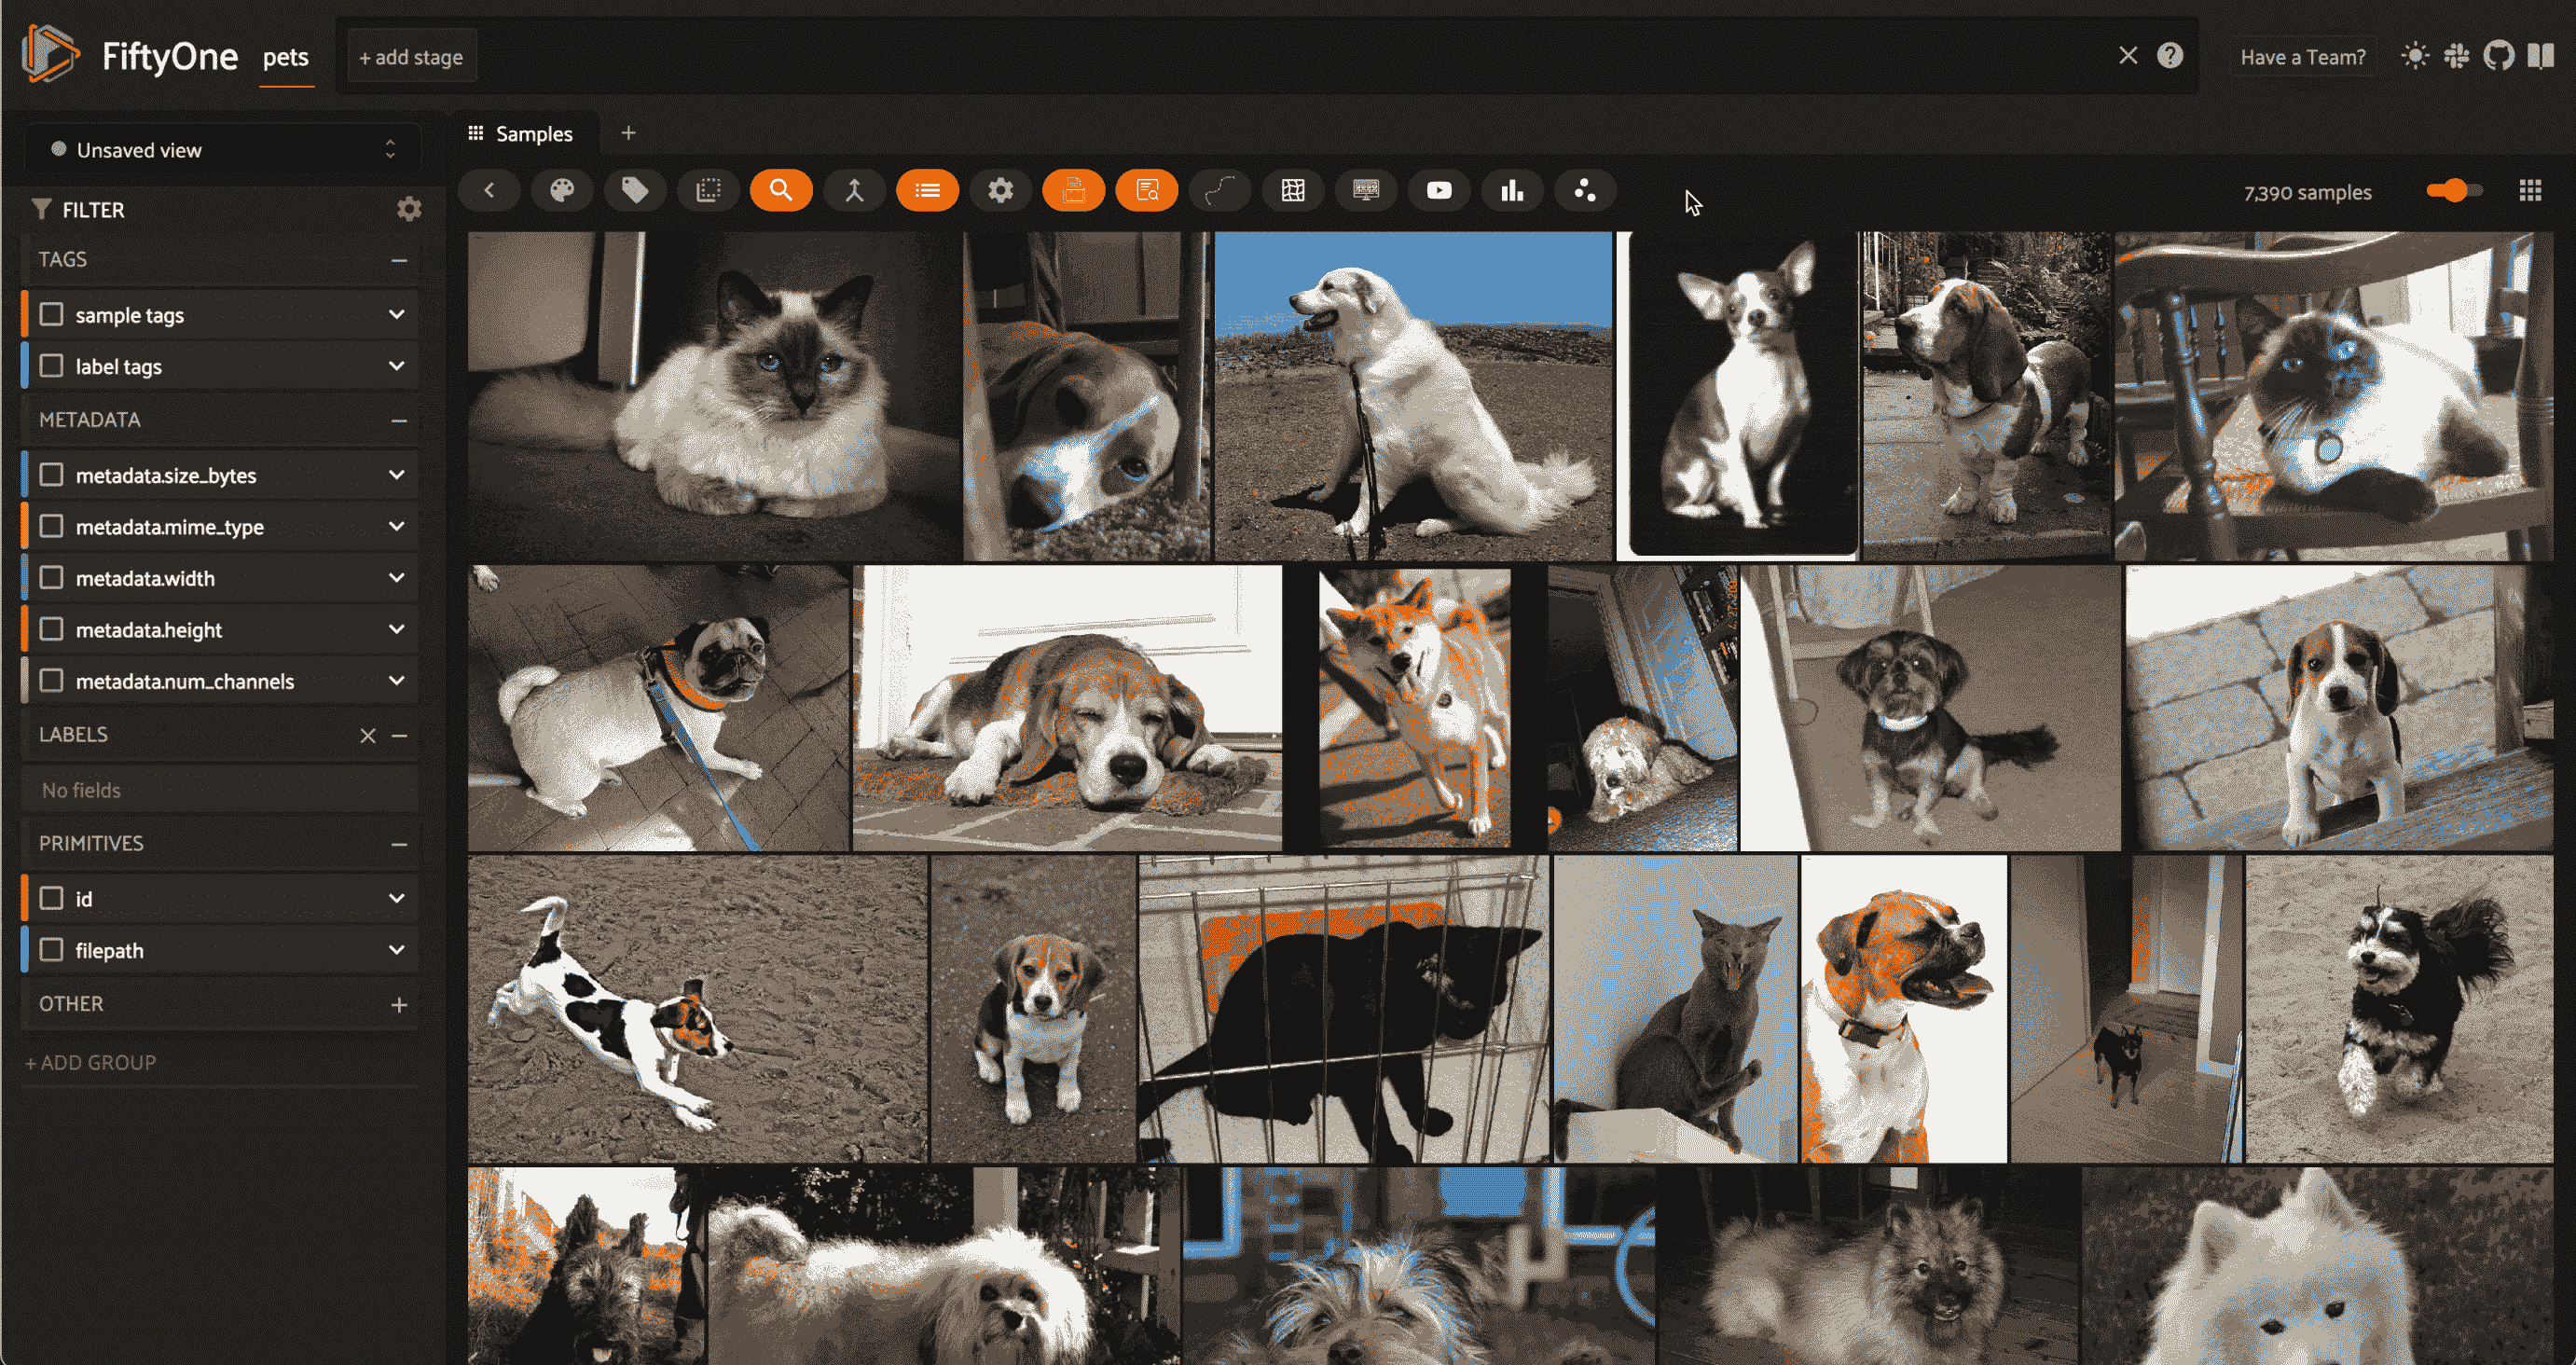 FiftyOne
pets
+ add stage
Have a Team?
Unsaved view
Samples
+
7,390 samples
FILTER
TAGS
sample tags
label tags
METADATA
metadata.size_bytes
metadata.mime_type
metadata.width
metadata.height
metadata.num_channels
LABELS
No fields
PRIMITIVES
id
filepath
OTHER
+ ADD GROUP